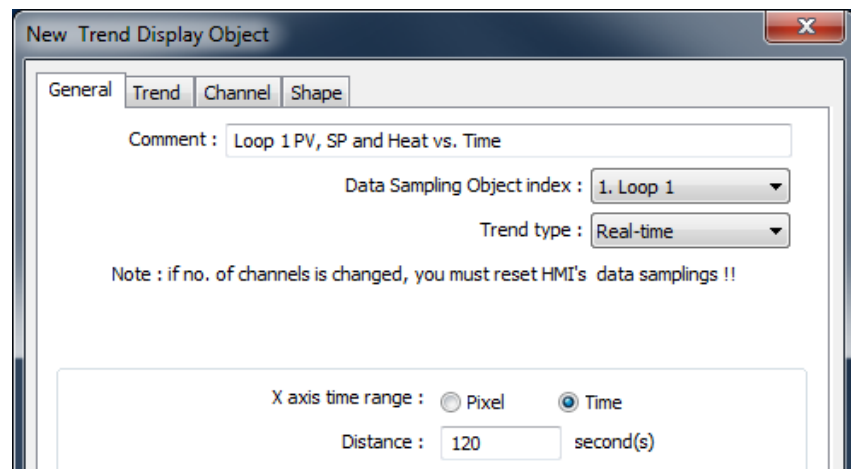 New Trend Display Object
General Trend Channel Shape
Comment : Loop 1 PV, SP and Heat vs. Time
Data Sampling Object index : 1. Loop 1
Trend type : Real-time
Note : if no. of channels is changed, you must reset HMI's data samplings !!
X axis time range : Pixel Time
Distance : 120 second(s)